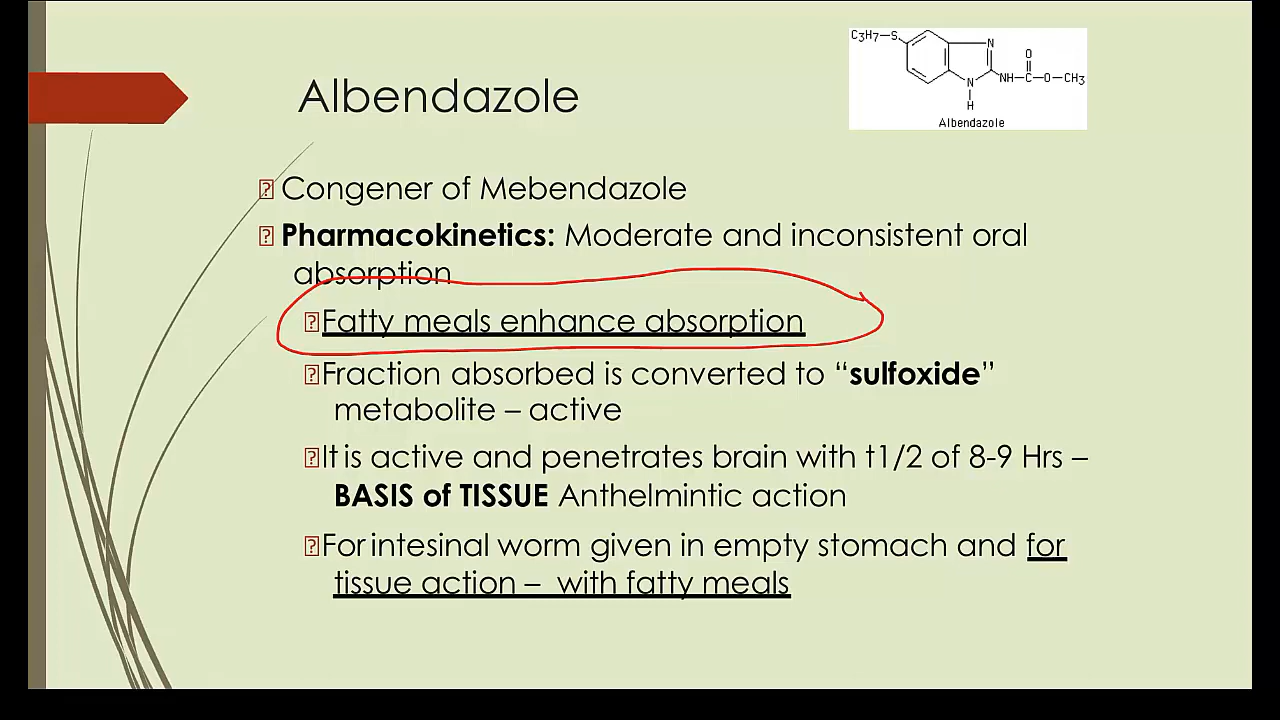 C3H7-S
N
O
NH-C-O-CH3
N
H
Albendazole
Albendazole
Congener of Mebendazole
Pharmacokinetics: Moderate and inconsistent oral
absorption
Fatty meals enhance absorption
Fraction absorbed is converted to “sulfoxide”
metabolite – active
It is active and penetrates brain with t1/2 of 8-9 Hrs –
BASIS of TISSUE Anthelmintic action
For intesinal worm given in empty stomach and for
tissue action – with fatty meals